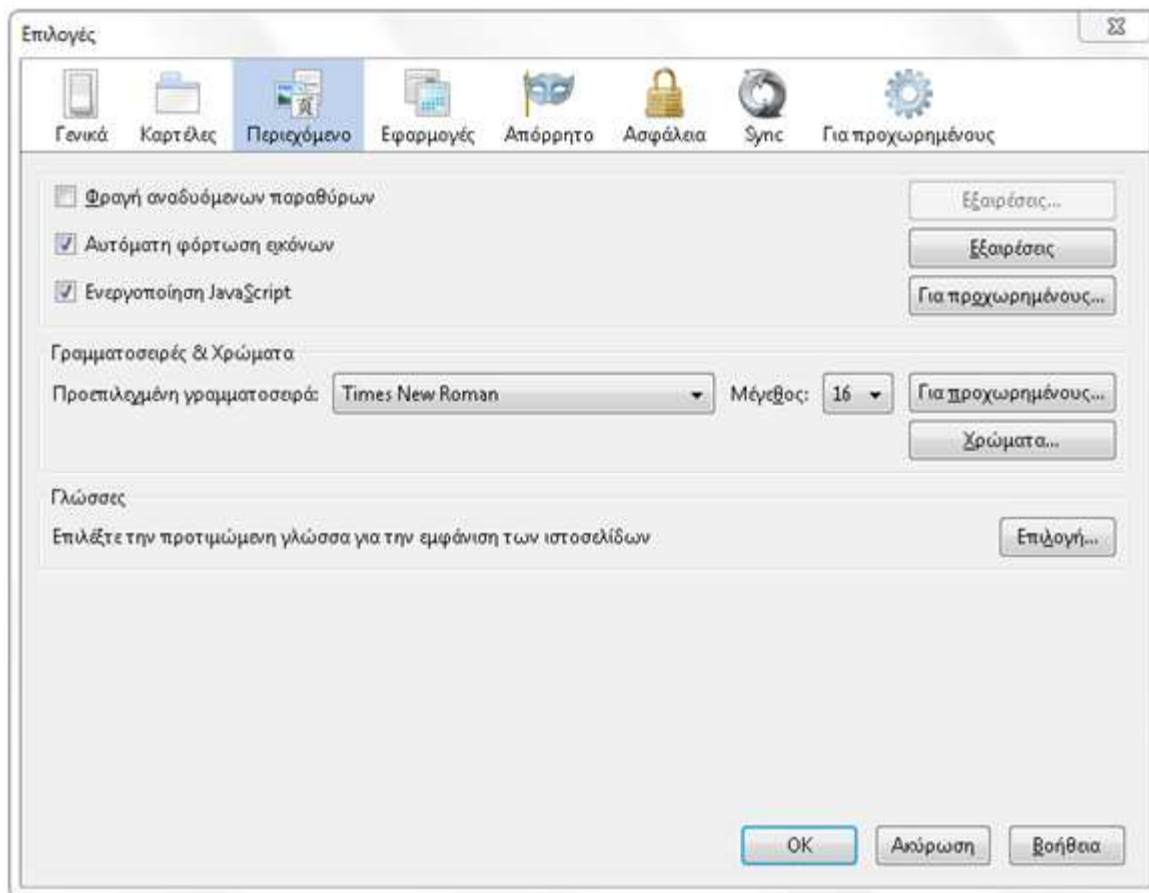 Επιλογές
Γενικά Καρτέλες Περιεχόμενο Εφαρμογές Απόρρητο Ασφάλεια Sync Για προχωρημένους
Φραγή αναδυόμενων παραθύρων Εξαιρέσεις...
Αυτόματη φόρτωση εικόνων Εξαιρέσεις
Ενεργοποίηση JavaScript Για προχωρημένους...
Γραμματοσειρές & Χρώματα
Προεπιλεγμένη γραμματοσειρά: Times New Roman Μέγεθος: 16 Για προχωρημένους...
Χρώματα...
Γλώσσες
Επιλέξτε την προτιμώμενη γλώσσα για την εμφάνιση των ιστοσελίδων Επιλογή...
OK Ακύρωση Βοήθεια